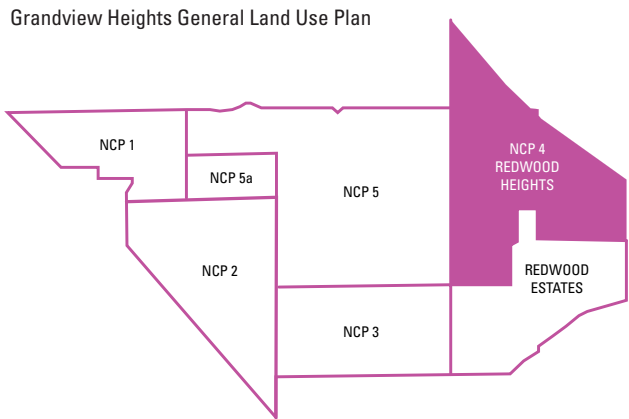 Grandview Heights General Land Use Plan
NCP 1
NCP 5a
NCP 5
NCP 4
REDWOOD
HEIGHTS
NCP 2
NCP 3
REDWOOD
ESTATES